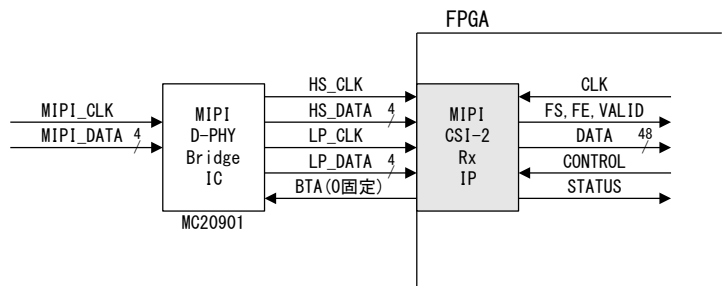 FPGA
MIPI_CLK
MIPI_DATA 4
MIPI
D-PHY
Bridge
IC
MC20901
HS_CLK
HS_DATA 4
LP_CLK
LP_DATA 4
BTA(0固定)
MIPI
CSI-2
Rx
IP
CLK
FS,FE,VALID
DATA 48
CONTROL
STATUS